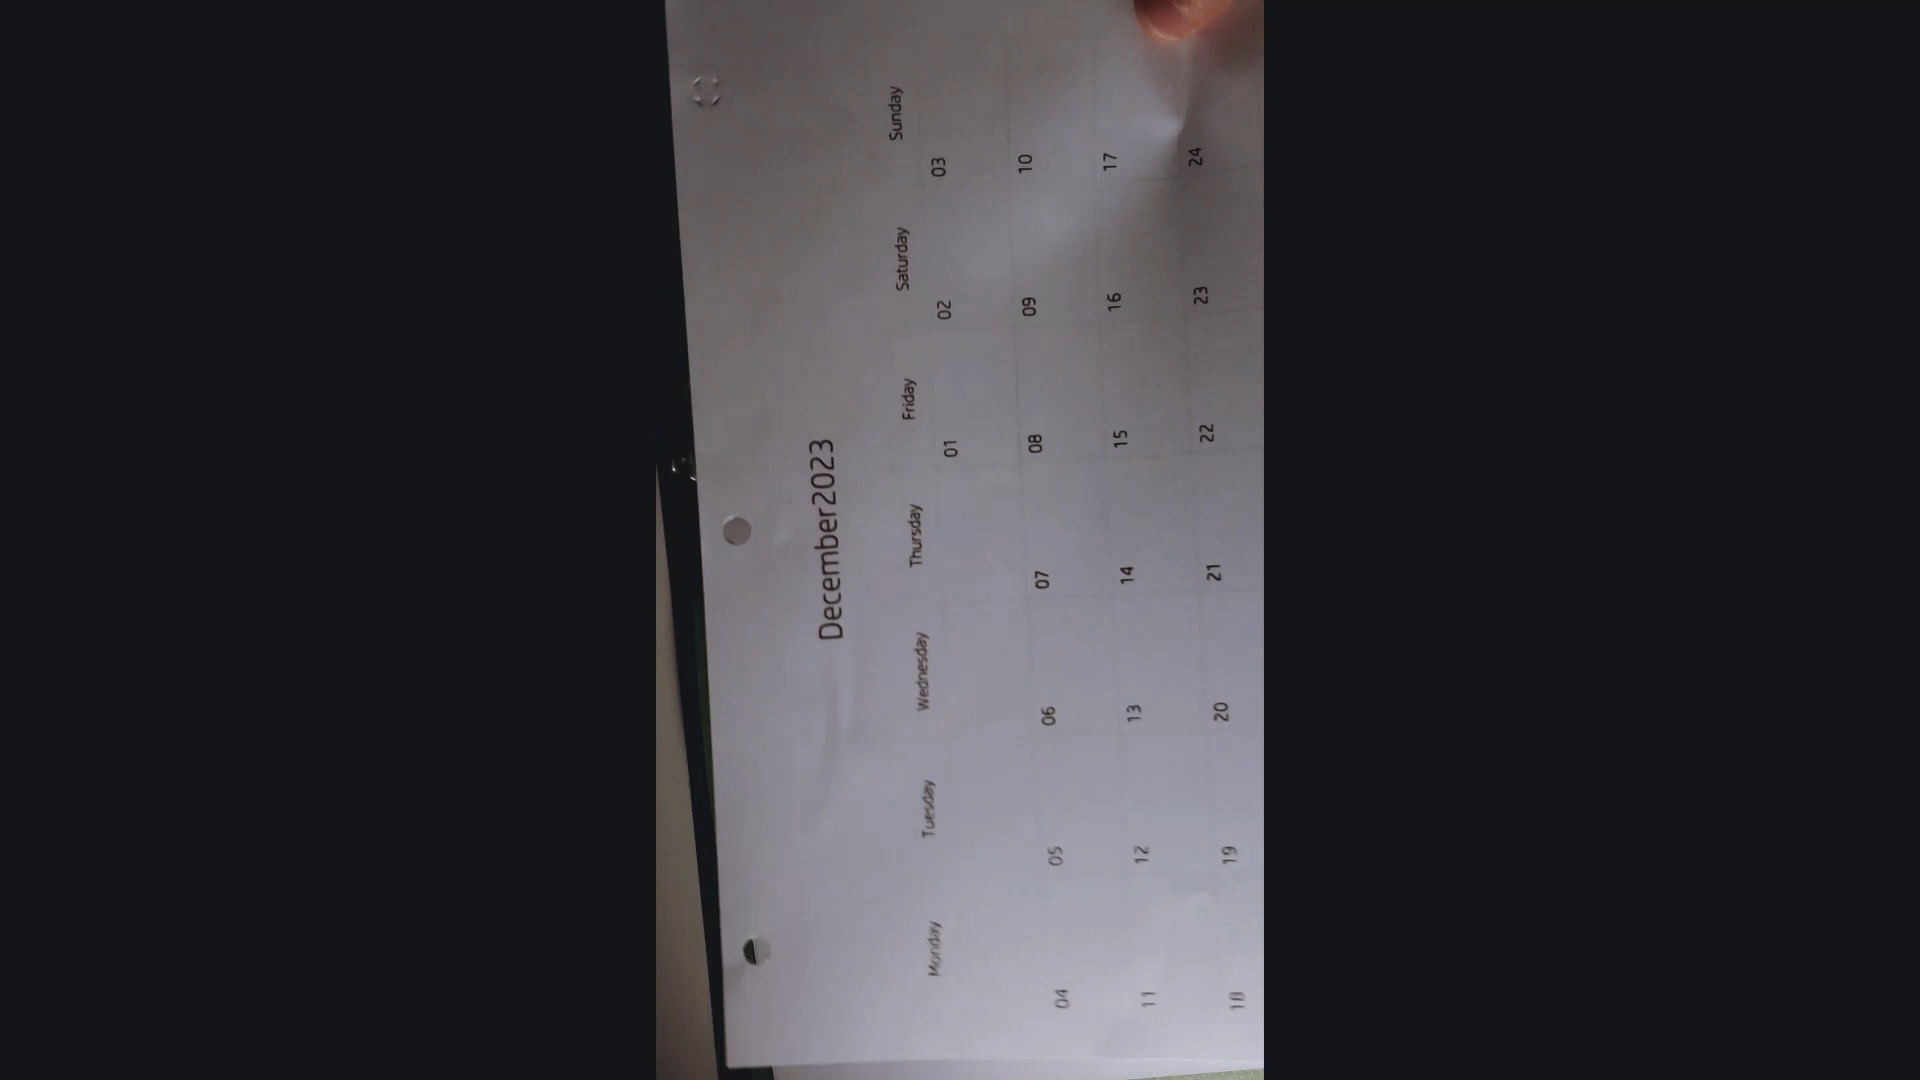 December2023
Monday Tuesday Wednesday Thursday Friday Saturday Sunday
01 02 03
04 05 06 07 08 09 10
11 12 13 14 15 16 17
18 19 20 21 22 23 24